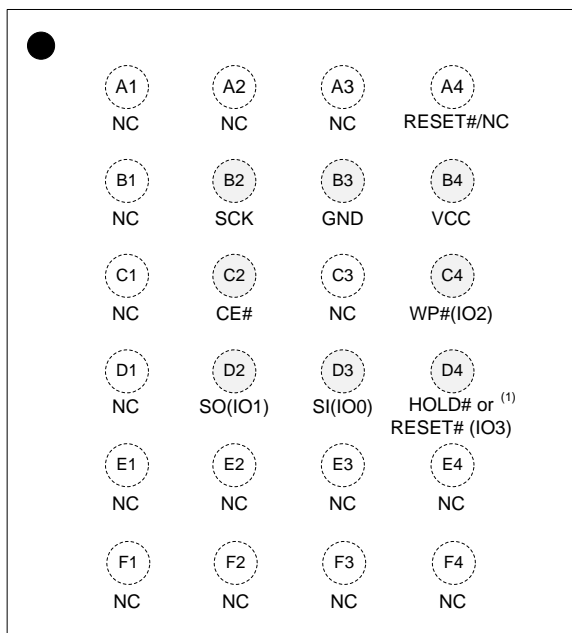 A1 A2 A3 A4
NC NC NC RESET#/NC
B1 B2 B3 B4
NC SCK GND VCC
C1 C2 C3 C4
NC CE# NC WP#(IO2)
D1 D2 D3 D4
NC SO(IO1) SI(IO0) HOLD# or (1)
RESET# (IO3)
E1 E2 E3 E4
NC NC NC NC
F1 F2 F3 F4
NC NC NC NC